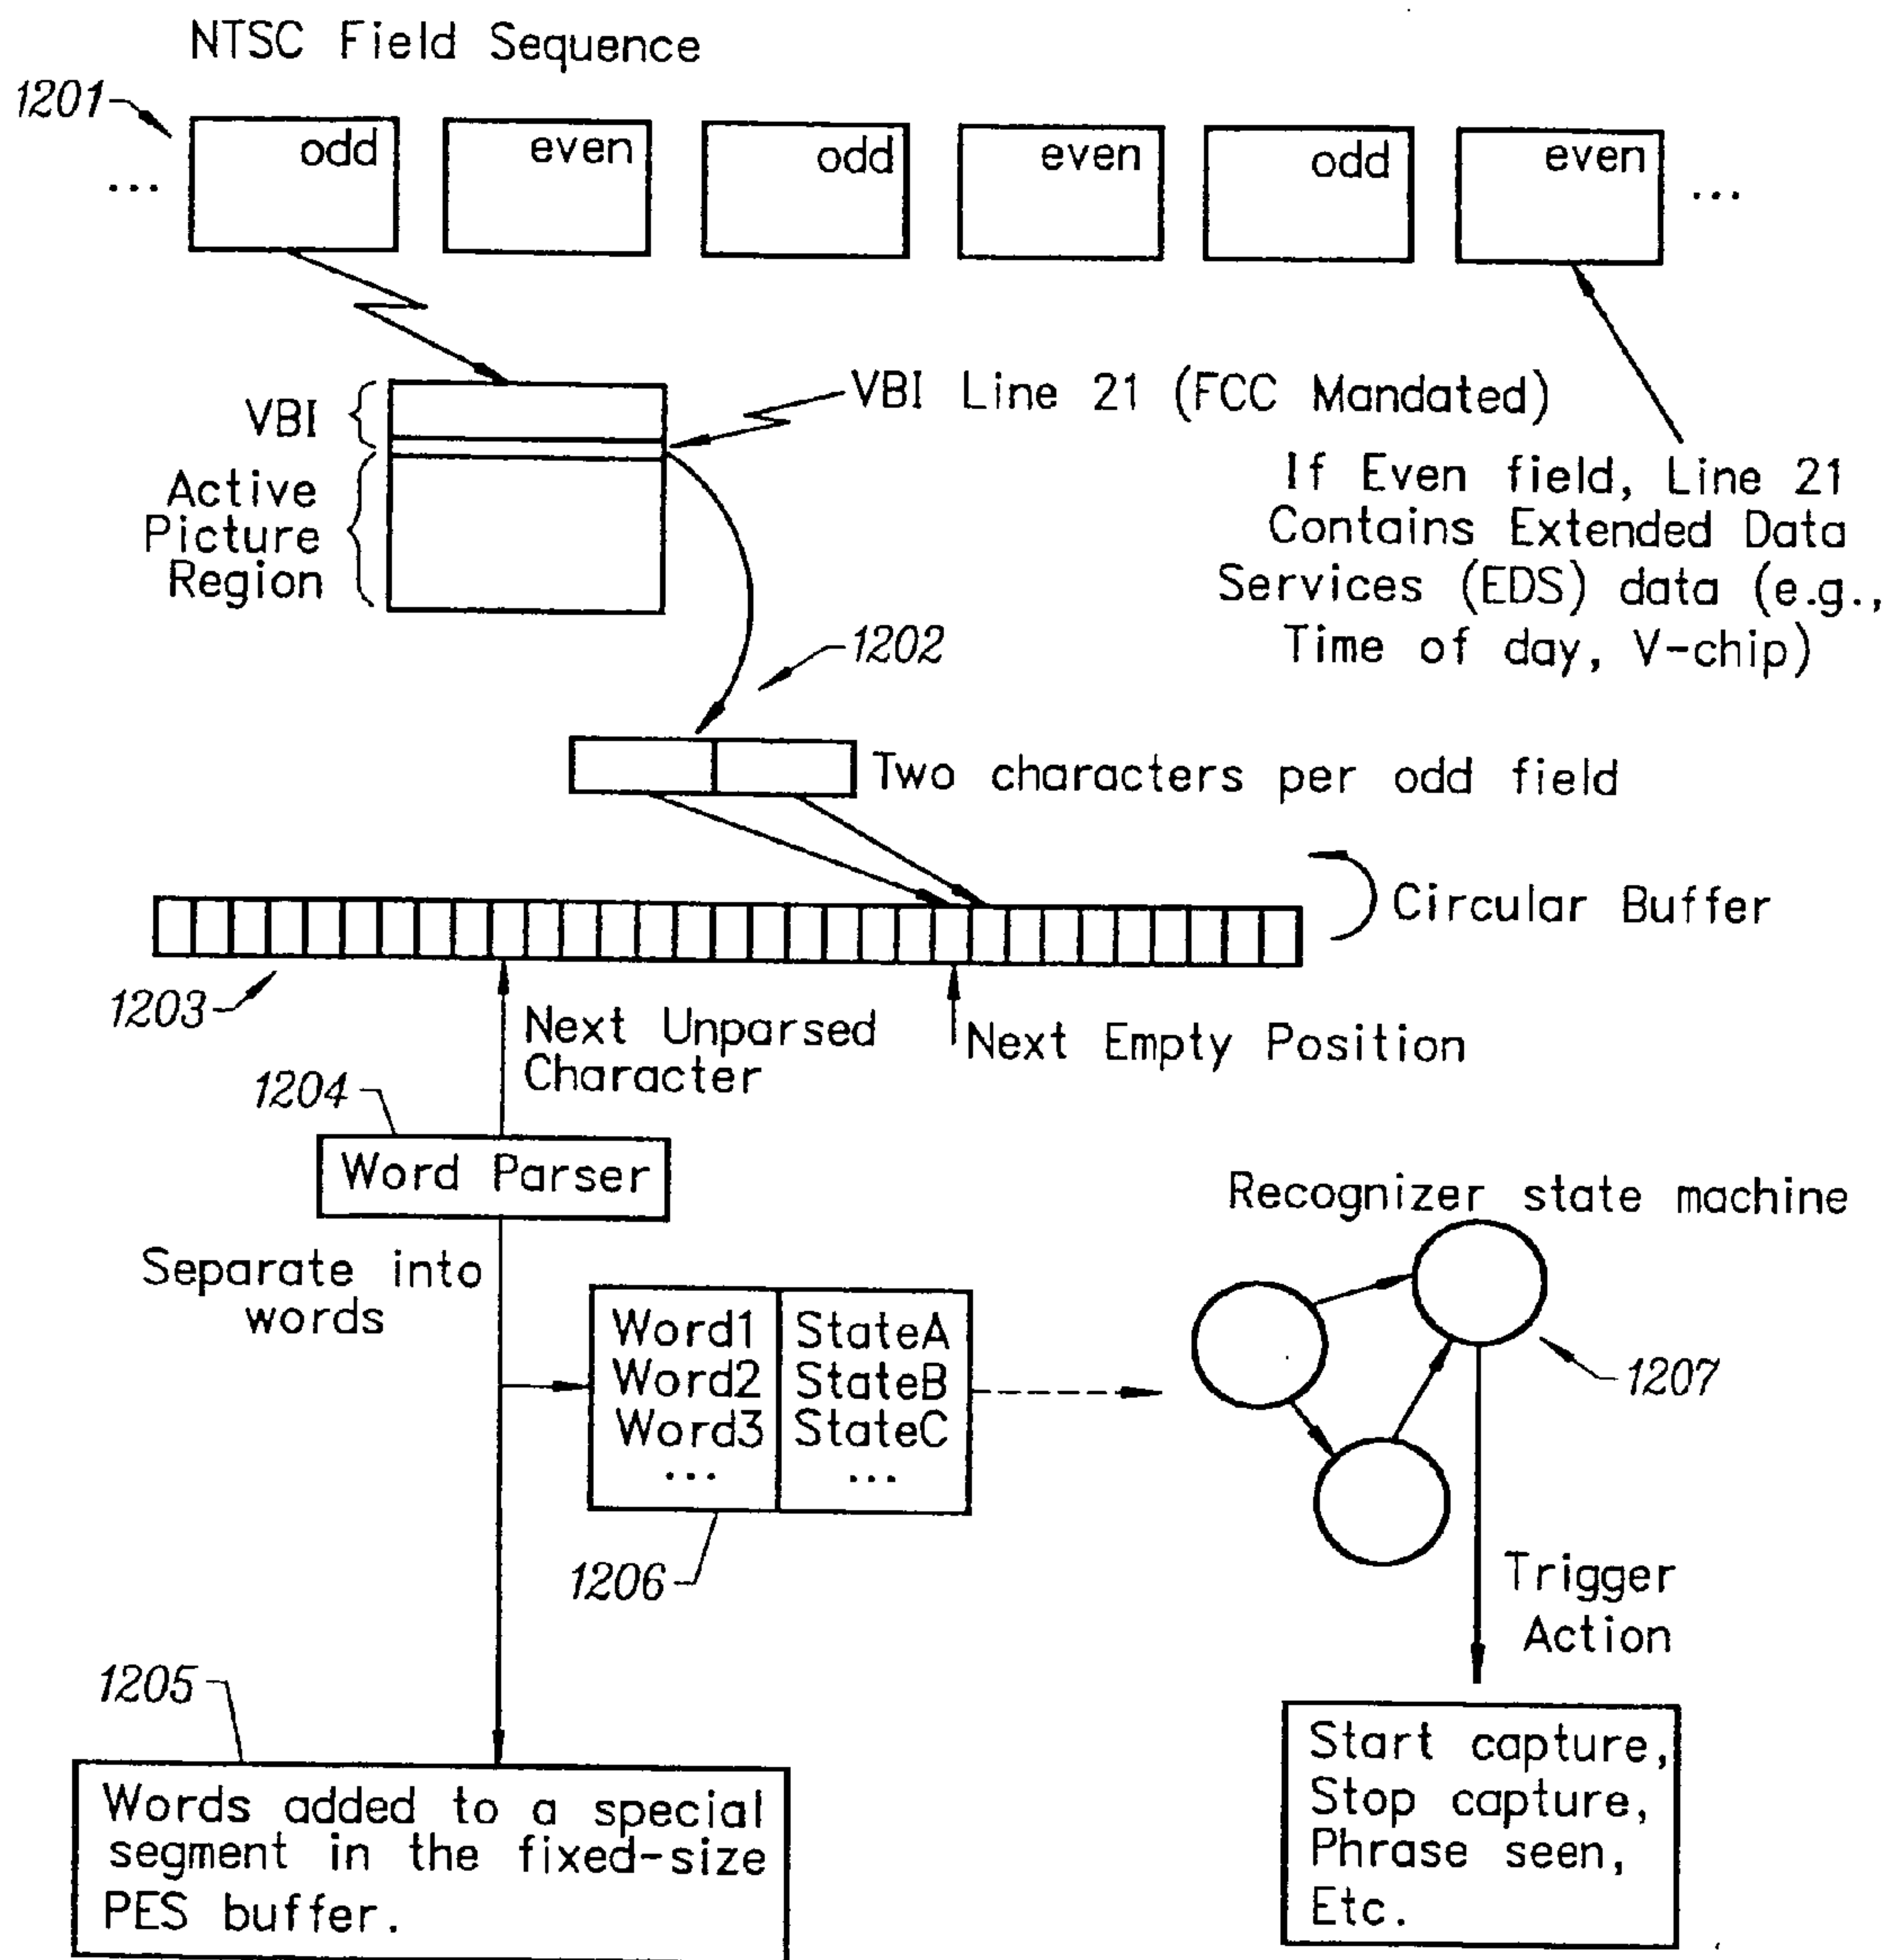 NTSC Field Sequence
1201
odd
even
odd
even
odd
even
...
...
VBI
VBI Line 21 (FCC Mandated)
Active
Picture
Region
If Even field, Line 21
Contains Extended Data
Services (EDS) data (e.g.,
Time of day, V-chip)
1202
Two characters per odd field
Circular Buffer
1203
Next Unparsed
Character
Next Empty Position
1204
Word Parser
Separate into
words
Recognizer state machine
Word1 StateA
Word2 StateB
Word3 StateC
... ...
1207
1206
Trigger
Action
1205
Words added to a special
segment in the fixed-size
PES buffer.
Start capture,
Stop capture,
Phrase seen,
Etc.